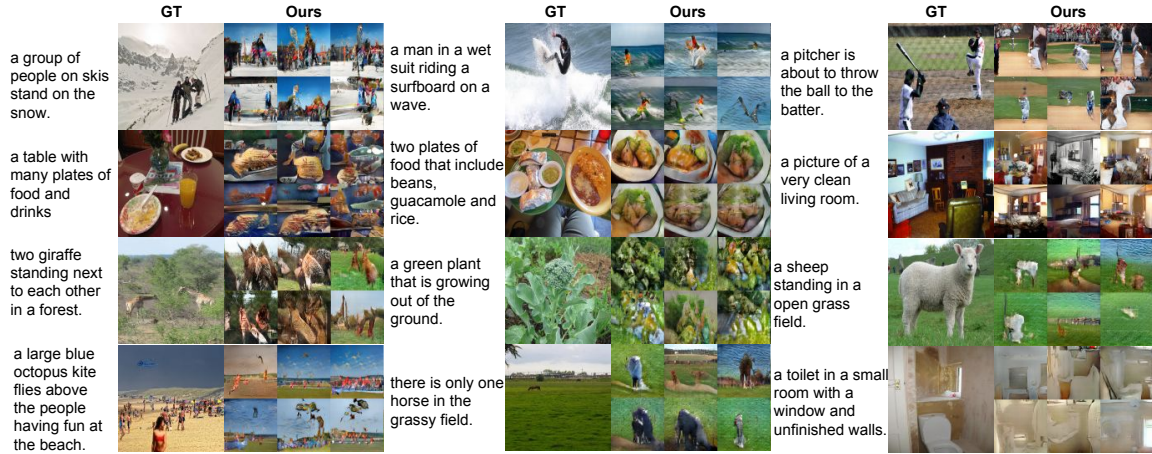 GT Ours GT Ours GT Ours
a group of
people on skis
stand on the
snow.
a man in a wet
suit riding a
surfboard on a
wave.
a pitcher is
about to throw
the ball to the
batter.
a table with
many plates of
food and
drinks
two plates of
food that include
beans,
guacamole and
rice.
a picture of a
very clean
living room.
two giraffe
standing next
to each other
in a forest.
a green plant
that is growing
out of the
ground.
a sheep
standing in a
open grass
field.
a large blue
octopus kite
flies above
the people
having fun at
the beach.
there is only one
horse in the
grassy field.
a toilet in a small
room with a
window and
unfinished walls.